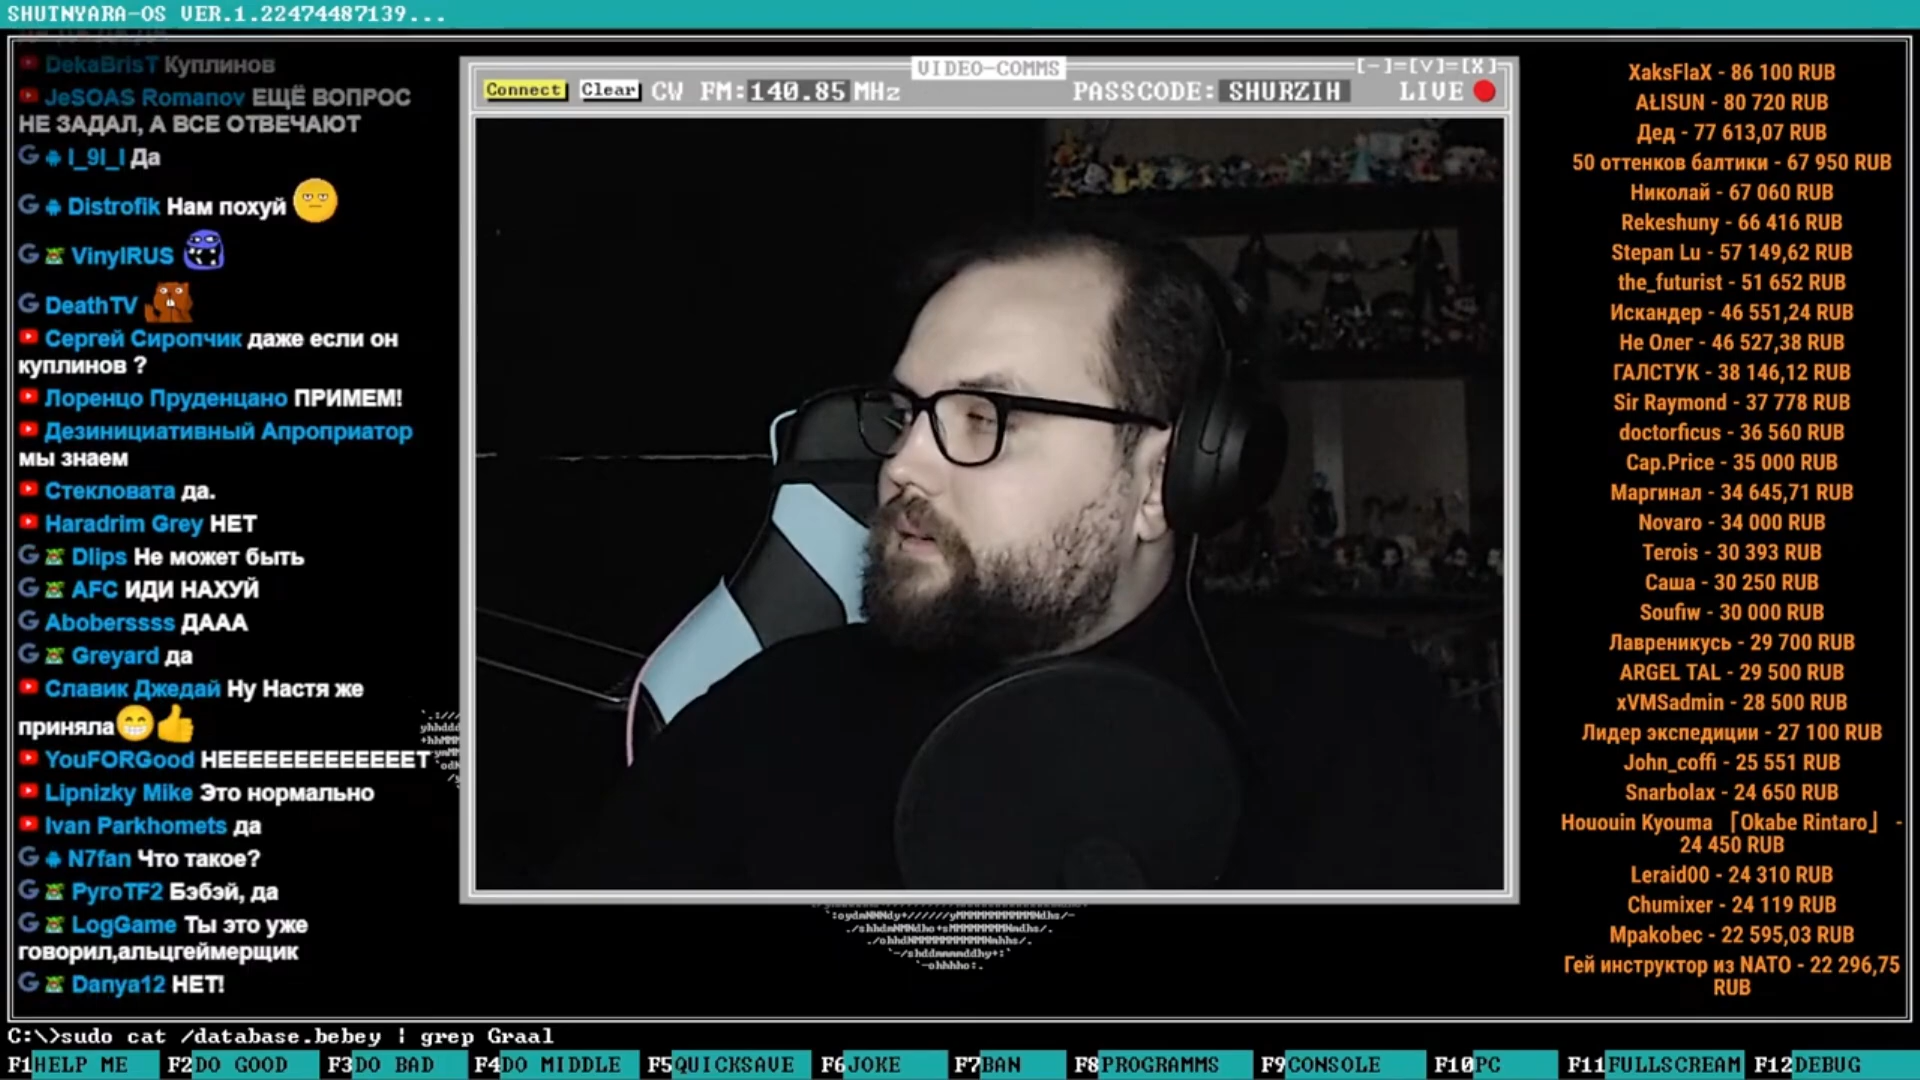 SHUTNYARA-OS VER.1.22474487139...
DekaBrisT Куплинов
JeSOAS Romanov ЕЩЁ ВОПРОС
НЕ ЗАДАЛ, А ВСЕ ОТВЕЧАЮТ
I_9I_I Да
Distrofik Нам похуй
VinylRUS
DeathTV
Сергей Сиропчик даже если он
куплинов ?
Лоренцо Пруденцано ПРИМЕМ!
Дезинициативный Апроприатор
мы знаем
Стекловата да.
Haradrim Grey НЕТ
Dlips Не может быть
AFC ИДИ НАХУЙ
Aboberssss ДААА
Greyard да
Славик Джедай Ну Настя же
приняла
YouFORGood НЕЕЕЕЕЕЕЕЕЕЕЕТ
Lipnizky Mike Это нормально
Ivan Parkhomets да
N7fan Что такое?
PyroTF2 Бэбэй, да
LogGame Ты это уже
говорил,альцгеймерщик
Danya12 НЕТ!
VIDEO-COMMS
[-]=[V]=[X]
Connect Clear CW FM:140.85 MHz PASSCODE: SHURZIH LIVE
XaksFlaX - 86 100 RUB
AŁISUN - 80 720 RUB
Дед - 77 613,07 RUB
50 оттенков балтики - 67 950 RUB
Николай - 67 060 RUB
Rekeshuny - 66 416 RUB
Stepan Lu - 57 149,62 RUB
the_futurist - 51 652 RUB
Искандер - 46 551,24 RUB
Не Олег - 46 527,38 RUB
ГАЛСТУК - 38 146,12 RUB
Sir Raymond - 37 778 RUB
doctorficus - 36 560 RUB
Cap.Price - 35 000 RUB
Маргинал - 34 645,71 RUB
Novaro - 34 000 RUB
Terois - 30 393 RUB
Саша - 30 250 RUB
Soufiw - 30 000 RUB
Лавреникусь - 29 700 RUB
ARGEL TAL - 29 500 RUB
xVMSadmin - 28 500 RUB
Лидер экспедиции - 27 100 RUB
John_coffi - 25 551 RUB
Snarbolax - 24 650 RUB
Hououin Kyouma 「Okabe Rintaro」 -
24 450 RUB
Leraid00 - 24 310 RUB
Chumixer - 24 119 RUB
Mpakobec - 22 595,03 RUB
Гей инструктор из NATO - 22 296,75
RUB
C:\>sudo cat /database.bebey | grep Graal
F1HELP ME F2DO GOOD F3DO BAD F4DO MIDDLE F5QUICKSAVE F6JOKE F7BAN F8PROGRAMMS F9CONSOLE F10PC F11FULLSCREAM F12DEBUG